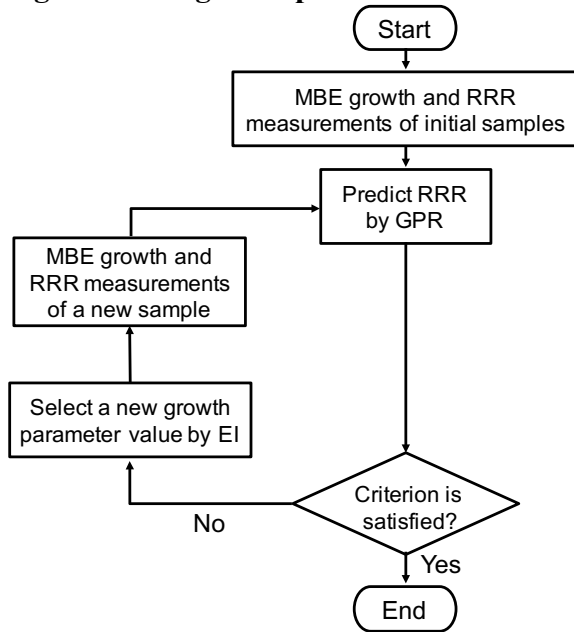 Start
MBE growth and RRR
measurements of initial samples
Predict RRR
by GPR
MBE growth and
RRR measurements
of a new sample
Select a new growth
parameter value by EI
Criterion is
satisfied?
No
Yes
End